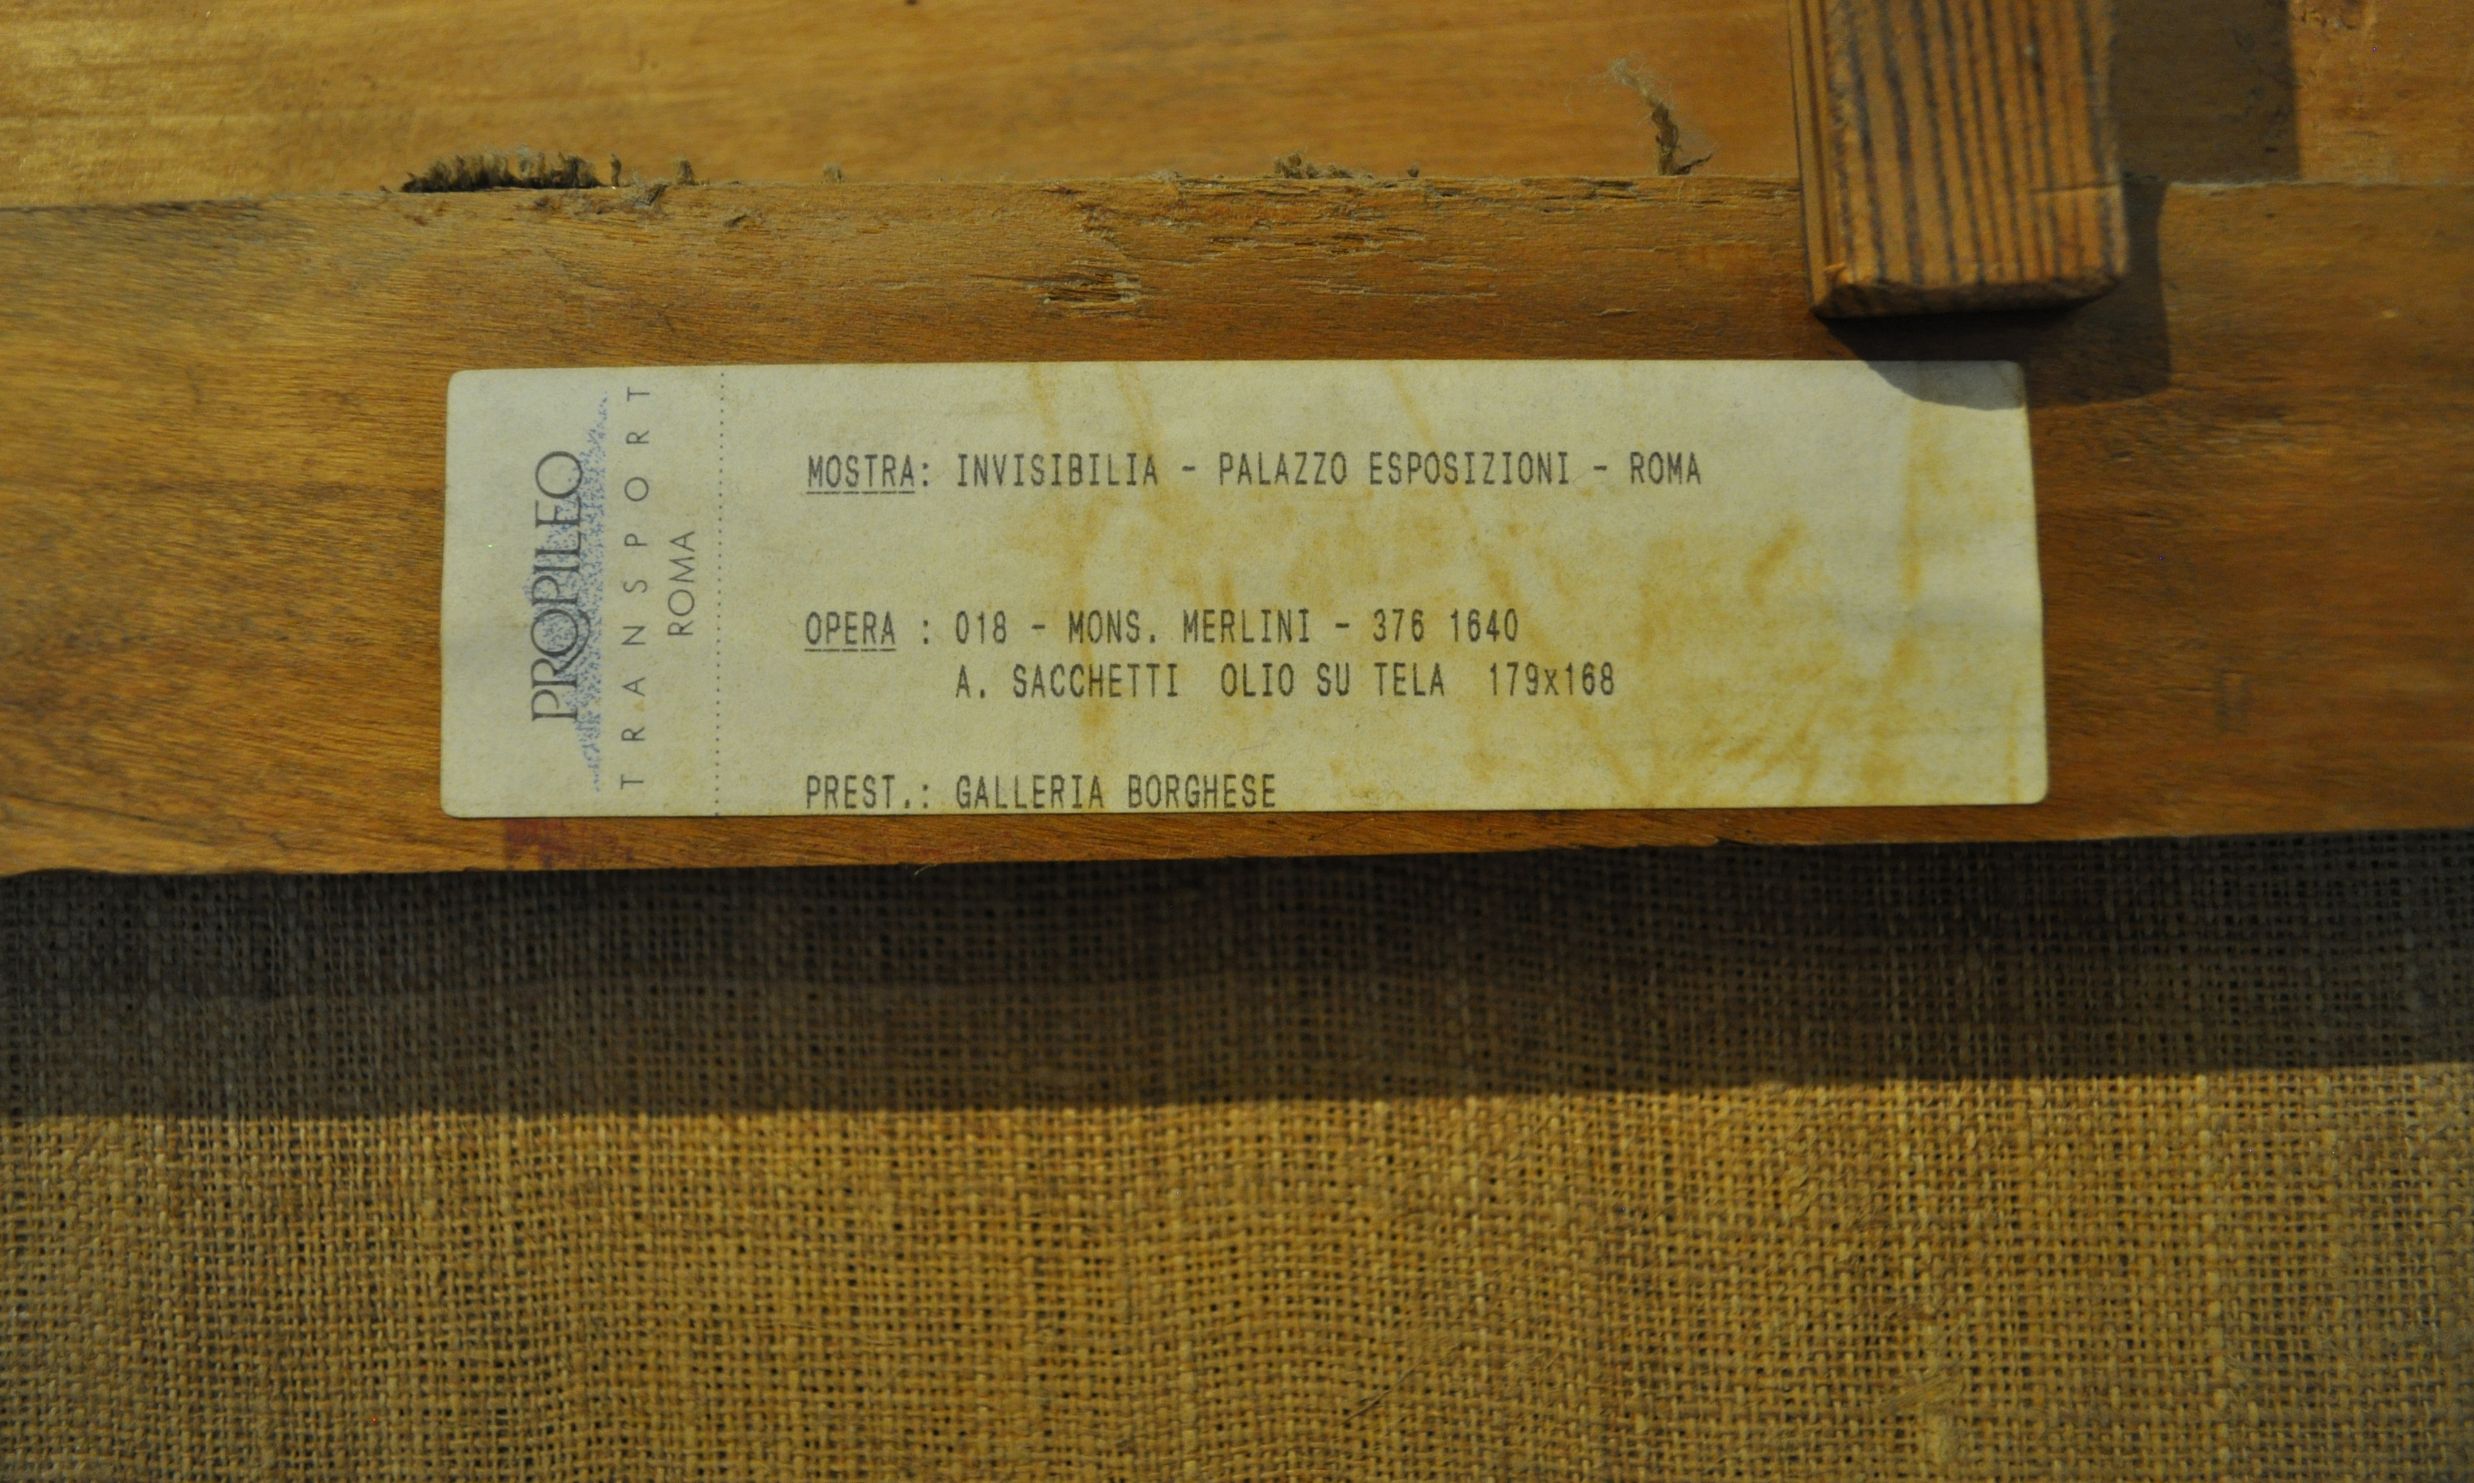 PROPILEO
TRANSPORT
ROMA
MOSTRA: INVISIBILIA - PALAZZO ESPOSIZIONI - ROMA
OPERA : 018 - MONS. MERLINI - 376 1640
A. SACCHETTI OLIO SU TELA 179x168
PREST.: GALLERIA BORGHESE